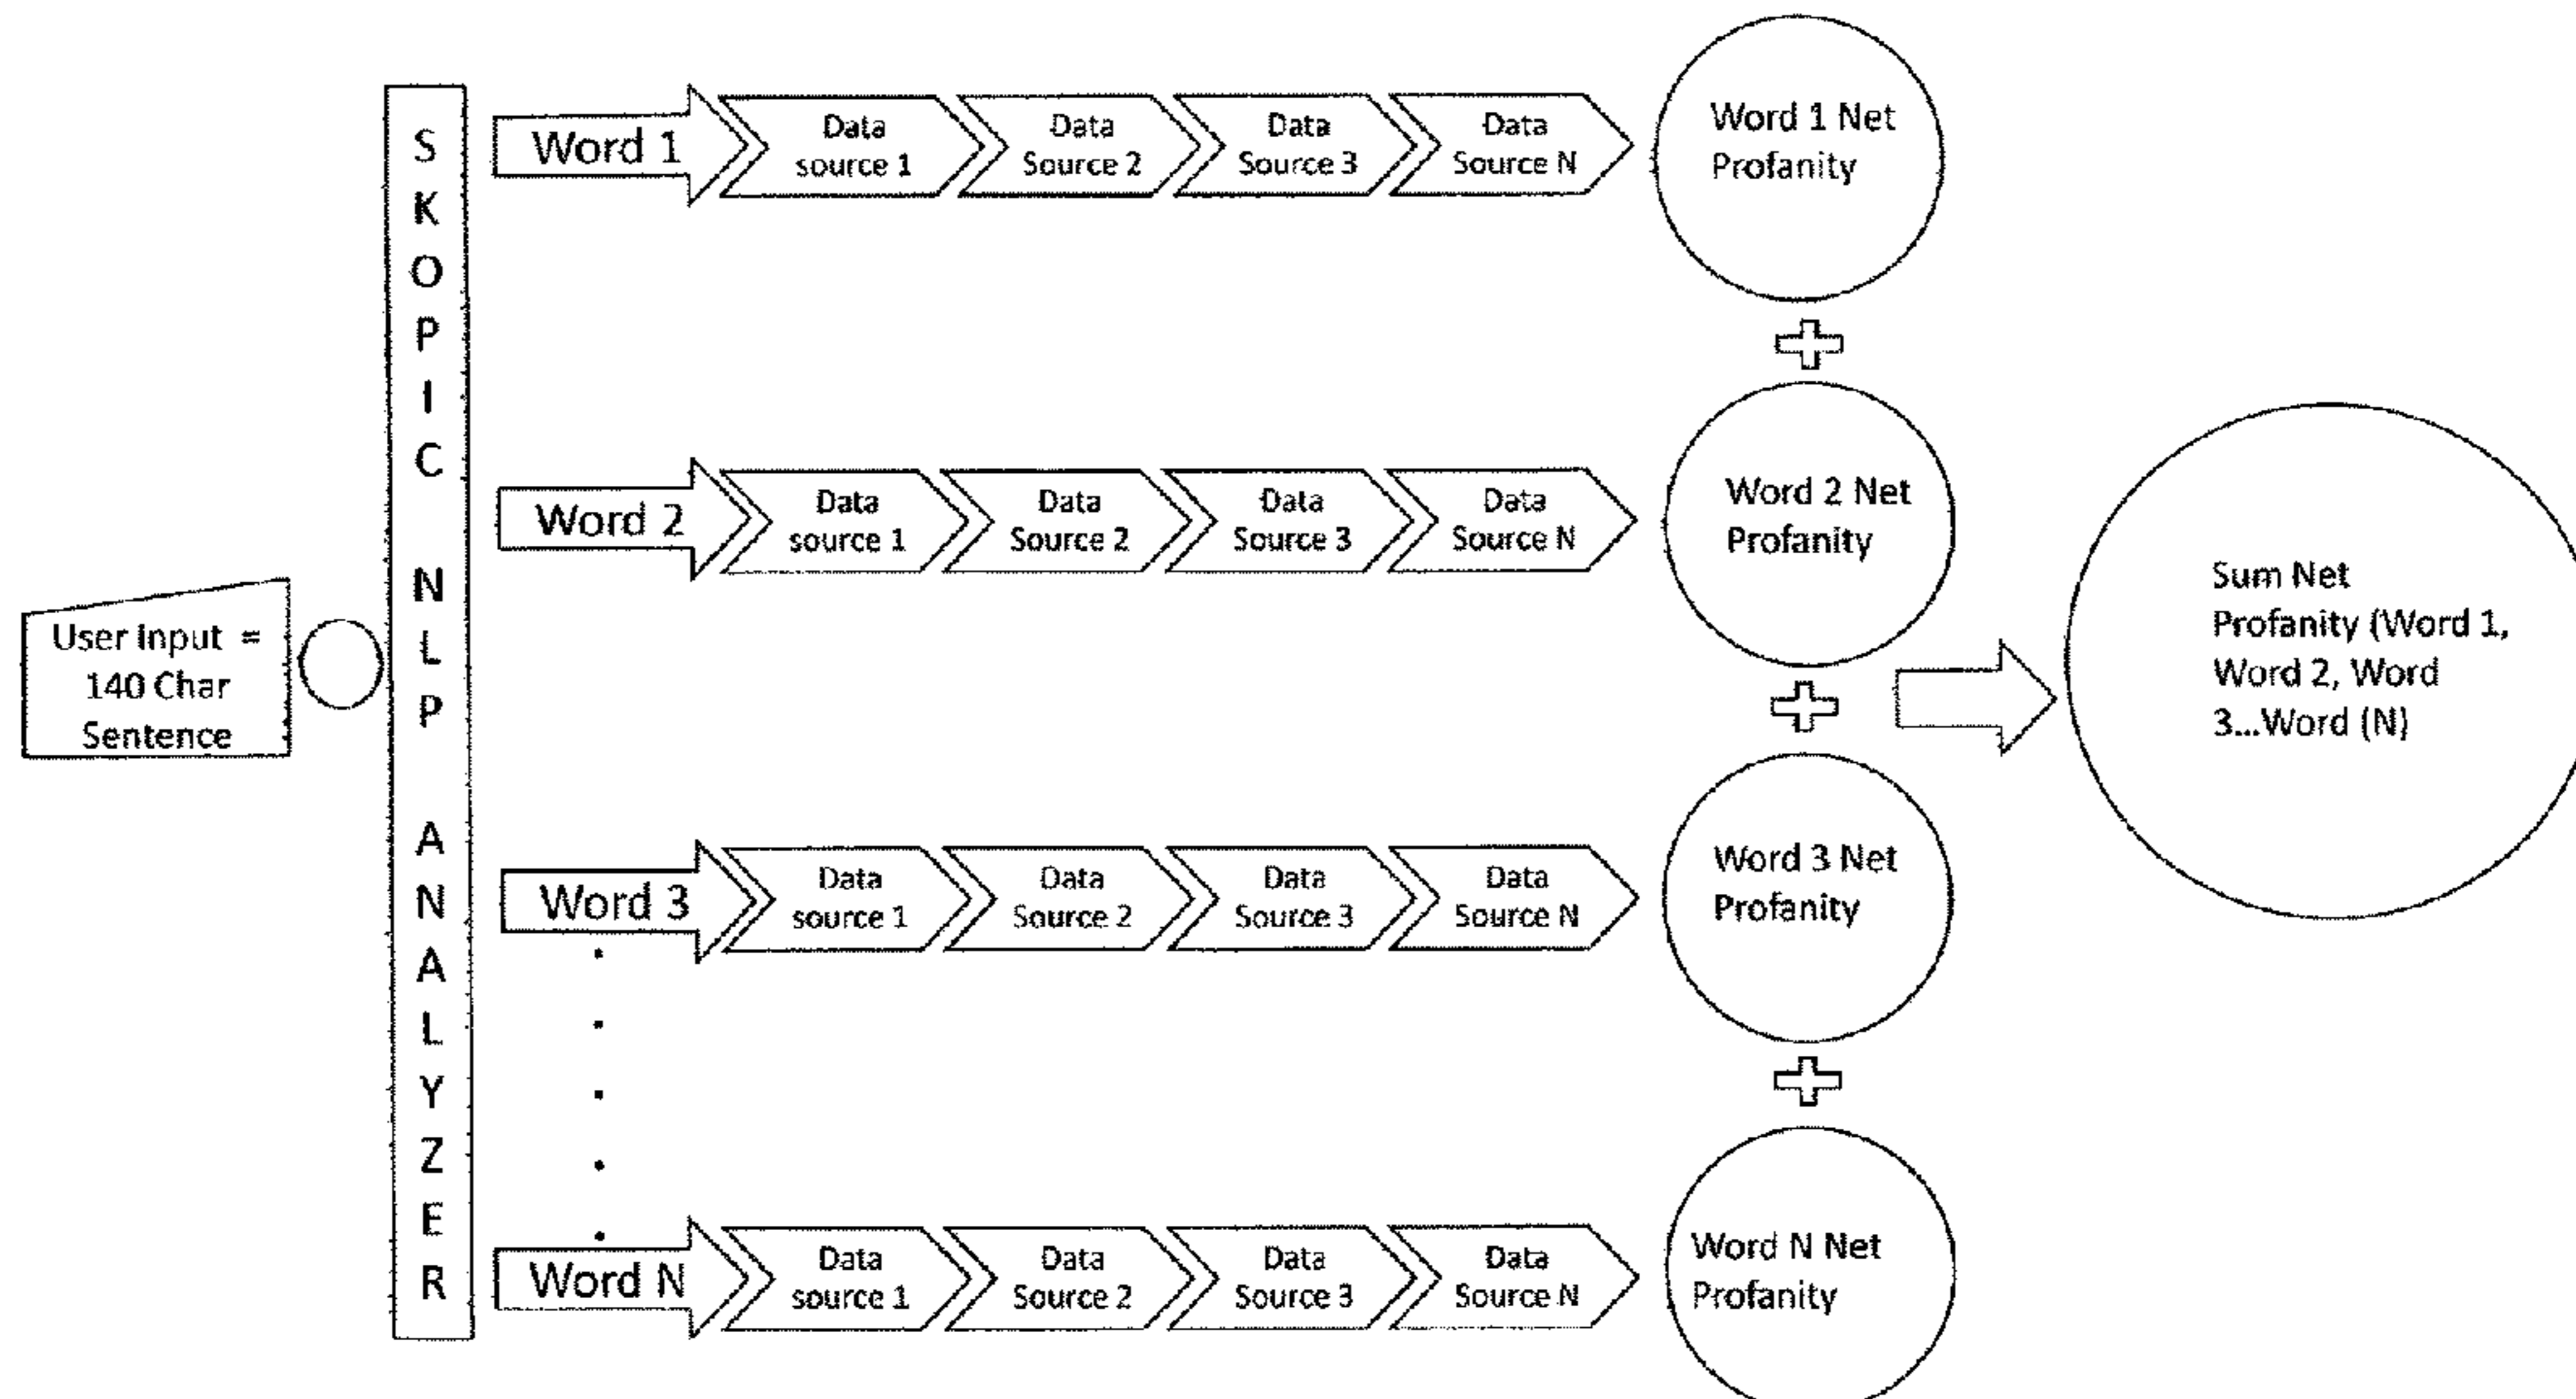 User Input =
140 Char
Sentence
SKOPIC NLP ANALYZER
Word 1
Data
source 1
Data
Source 2
Data
Source 3
Data
Source N
Word 1 Net
Profanity
Word 2
Data
source 1
Data
Source 2
Data
Source 3
Data
Source N
Word 2 Net
Profanity
Word 3
Data
source 1
Data
Source 2
Data
Source 3
Data
Source N
Word 3 Net
Profanity
Word N
Data
source 1
Data
Source 2
Data
Source 3
Data
Source N
Word N Net
Profanity
Sum Net
Profanity (Word 1,
Word 2, Word
3...Word (N)